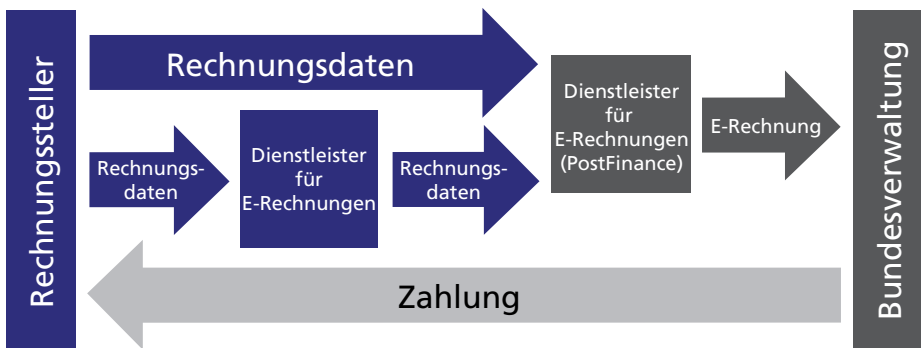 Rechnungssteller
Rechnungsdaten
Rechnungs-
daten
Dienstleister
für
E-Rechnungen
Rechnungs-
daten
Dienstleister
für
E-Rechnungen
(PostFinance)
E-Rechnung
Bundesverwaltung
Zahlung